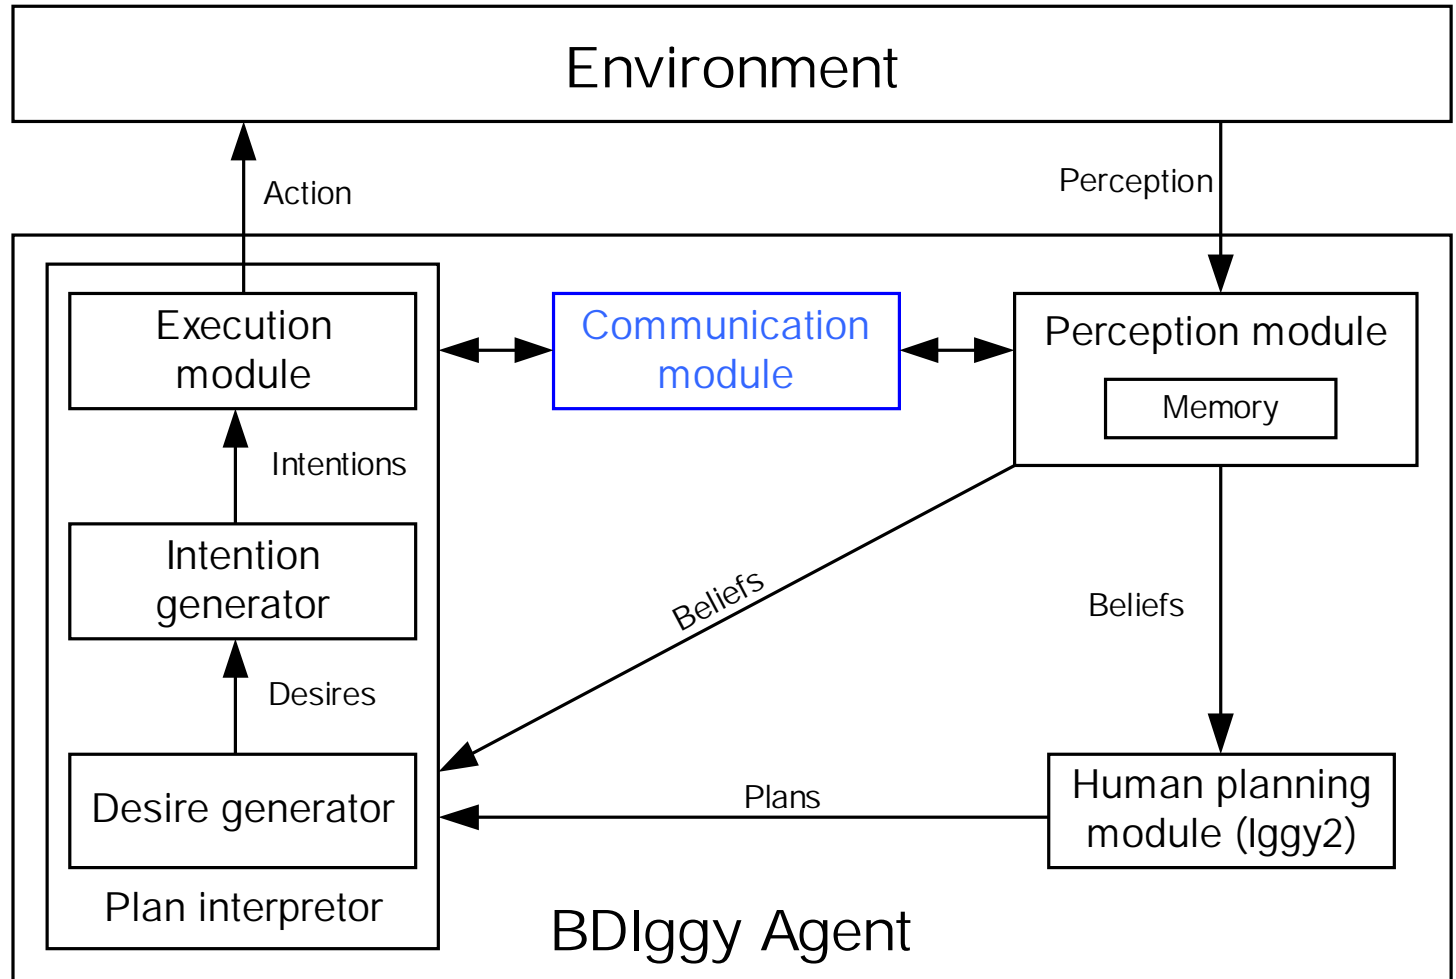 Environment
Action
Perception
Execution
module
Communication
module
Perception module
Memory
Intentions
Intention
generator
Beliefs
Beliefs
Desires
Desire generator
Plans
Human planning
module (Iggy2)
Plan interpretor
BDIggy Agent